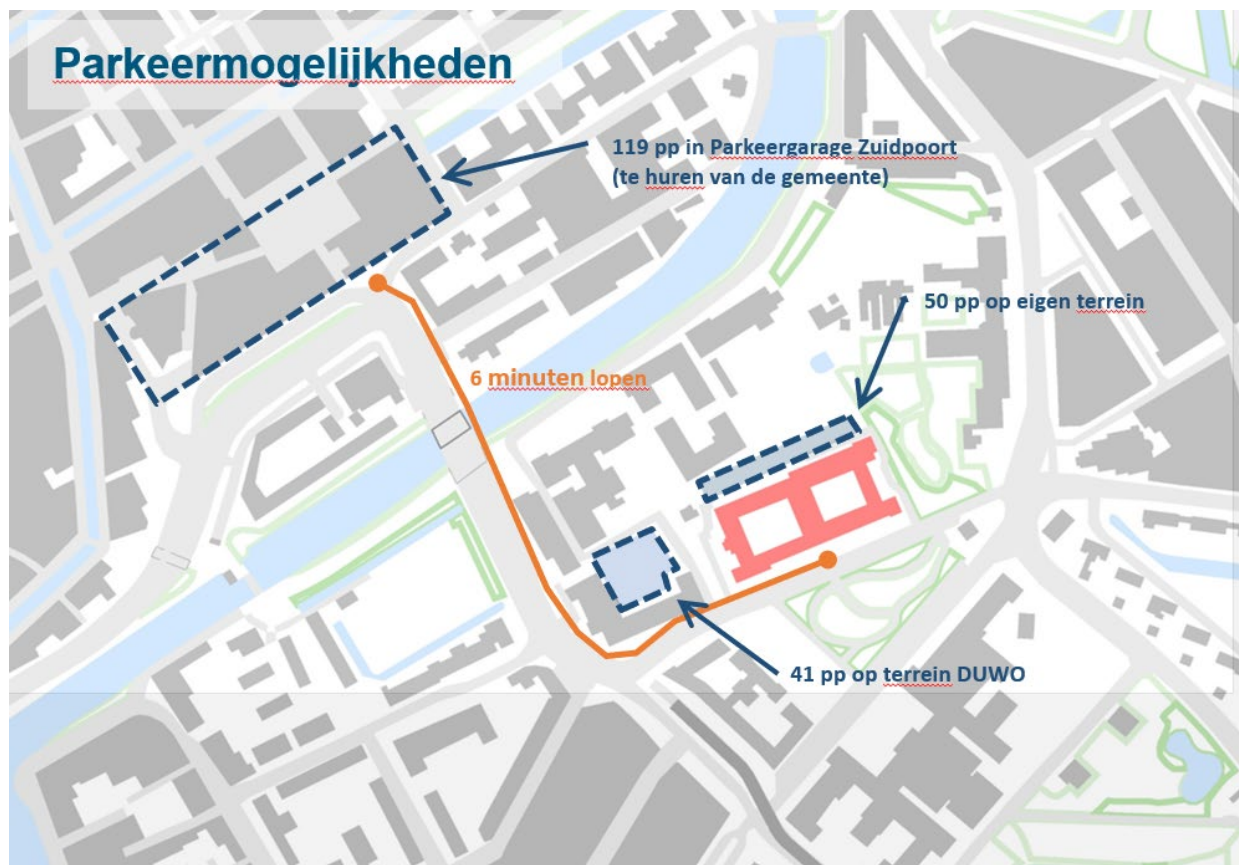 Parkeermogelijkheden
119 pp in Parkeergarage Zuidpoort
(te huren van de gemeente)
50 pp op eigen terrein
6 minuten lopen
41 pp op terrein DUWO